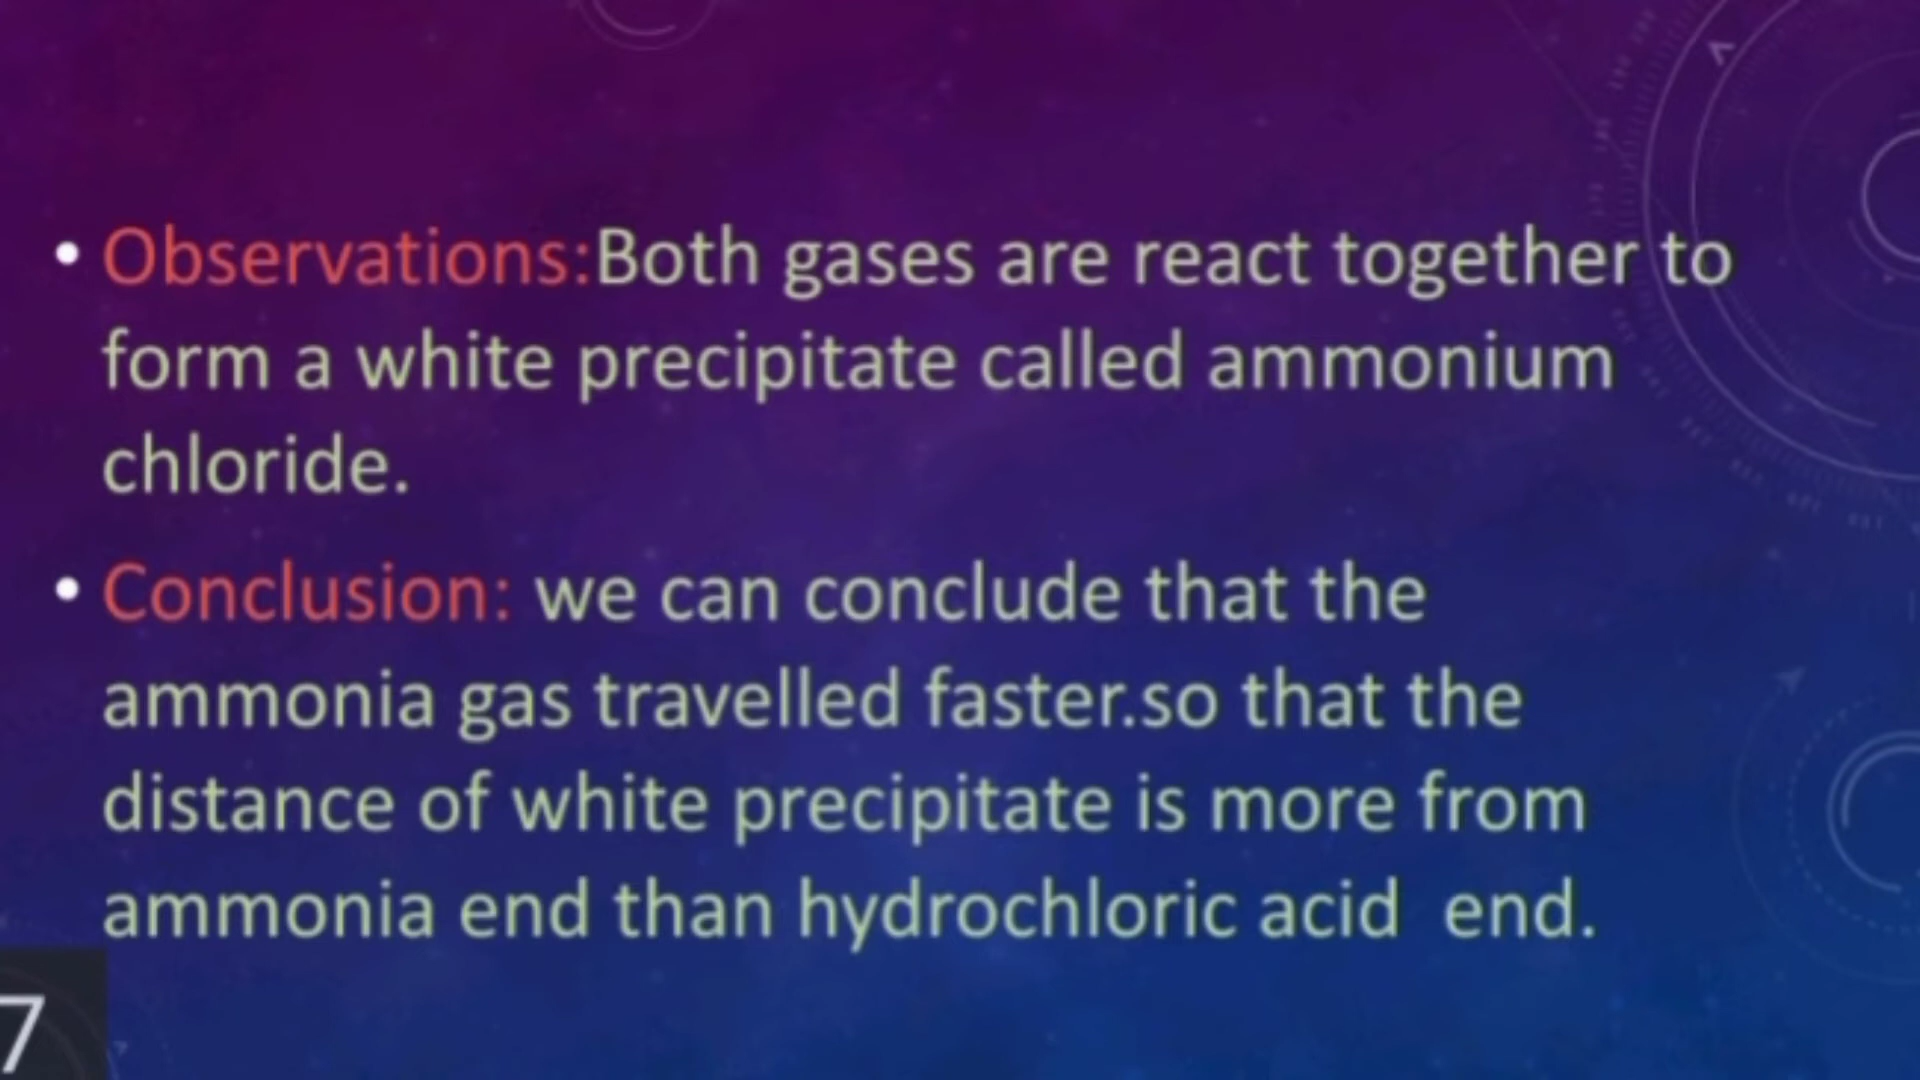 • Observations:Both gases are react together to
form a white precipitate called ammonium
chloride.
• Conclusion: we can conclude that the
ammonia gas travelled faster.so that the
distance of white precipitate is more from
ammonia end than hydrochloric acid  end.
7